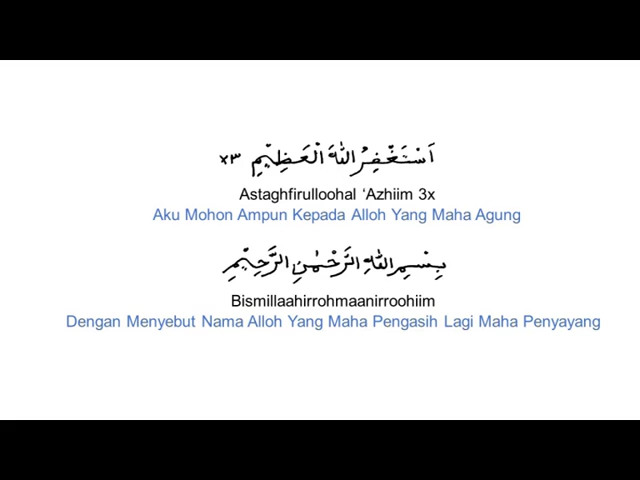 اَسْتَغْفِرُ اللّٰهَ الْعَظِيْمِ ×٣
Astaghfirulloohal ‘Azhiim 3x
Aku Mohon Ampun Kepada Alloh Yang Maha Agung
بِسْمِ اللّٰهِ الرَّحْمٰنِ الرَّحِيْمِ
Bismillaahirrohmaanirroohiim
Dengan Menyebut Nama Alloh Yang Maha Pengasih Lagi Maha Penyayang